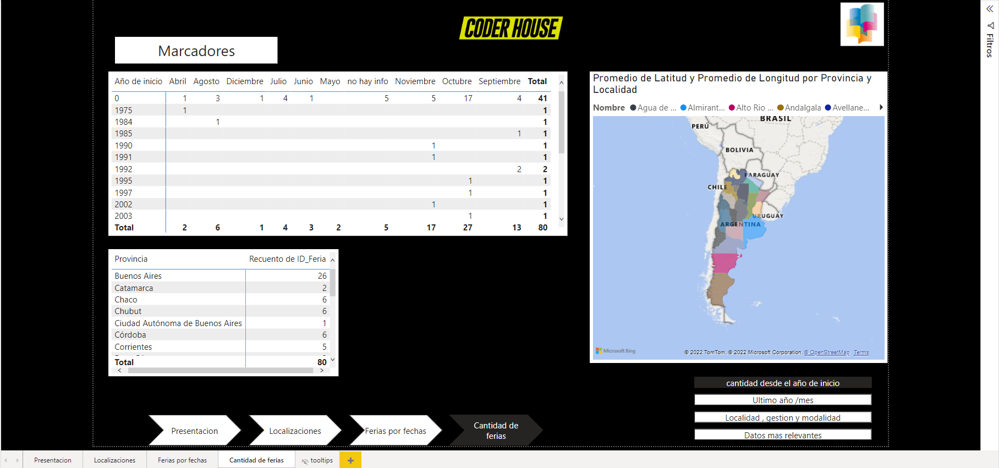 CODER HOUSE
Filtros
Marcadores
Año de inicio Abril Agosto Diciembre Julio Junio Mayo no hay info Noviembre Octubre Septiembre Total
0 1 3 1 4 1 5 5 17 4 41
1975 1 1
1984 1 1
1985 1 1
1990 1 1
1991 1 1
1992 2 2
1995 1 1
1997 1 1
2002 1 1
2003 1 1
Total 2 6 1 4 3 2 5 17 27 13 80
Promedio de Latitud y Promedio de Longitud por Provincia y
Localidad
Nombre Agua de ... Almirant... Alto Rio ... Andalgala Avellane...
BRASIL
PERÚ
BOLIVIA
PARAGUAY
CHILE
URUGUAY
ARGENTINA
Microsoft Bing
© 2022 TomTom, © 2022 Microsoft Corporation, © OpenStreetMap Terms
Provincia Recuento de ID_Feria
Buenos Aires 26
Catamarca 2
Chaco 6
Chubut 6
Ciudad Autónoma de Buenos Aires 1
Córdoba 6
Corrientes 5
Total 80
cantidad desde el año de inicio
Ultimo año /mes
Localidad , gestion y modalidad
Datos mas relevantes
Presentacion
Localizaciones
Ferias por fechas
Cantidad de
ferias
Presentacion Localizaciones Ferias por fechas Cantidad de ferias tooltips +